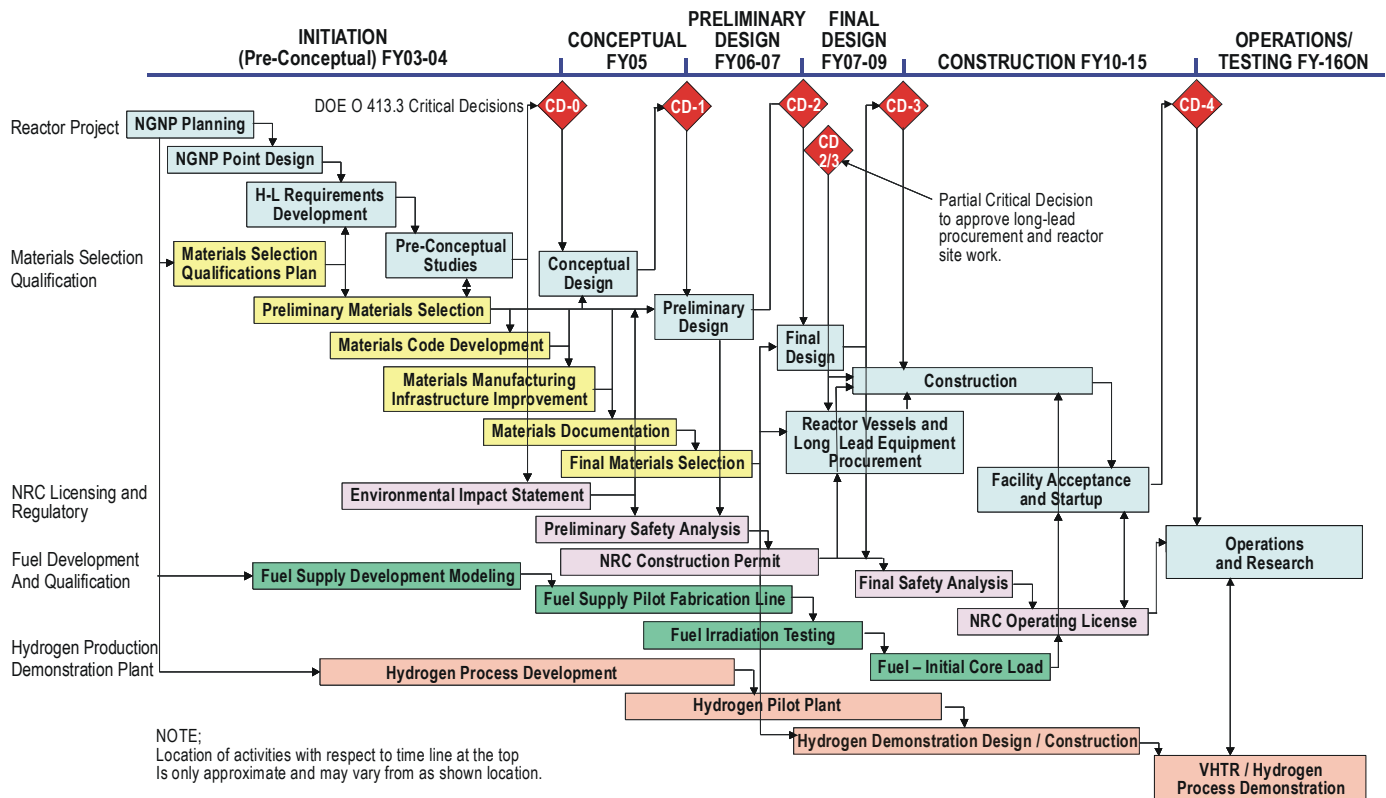 INITIATION
(Pre-Conceptual) FY03-04
CONCEPTUAL
FY05
PRELIMINARY
DESIGN
FY06-07
FINAL
DESIGN
FY07-09
CONSTRUCTION FY10-15
OPERATIONS/
TESTING FY-16ON
DOE O 413.3 Critical Decisions
CD-0
CD-1
CD-2
CD-3
CD-4
CD
2/3
Partial Critical Decision
to approve long-lead
procurement and reactor
site work.
Reactor Project
NGNP Planning
NGNP Point Design
H-L Requirements
Development
Pre-Conceptual
Studies
Conceptual
Design
Preliminary
Design
Final
Design
Construction
Reactor Vessels and
Long Lead Equipment
Procurement
Facility Acceptance
and Startup
Operations
and Research
Materials Selection
Qualification
Materials Selection
Qualifications Plan
Preliminary Materials Selection
Materials Code Development
Materials Manufacturing
Infrastructure Improvement
Materials Documentation
Final Materials Selection
NRC Licensing and
Regulatory
Environmental Impact Statement
Preliminary Safety Analysis
NRC Construction Permit
Final Safety Analysis
NRC Operating License
Fuel Development
And Qualification
Fuel Supply Development Modeling
Fuel Supply Pilot Fabrication Line
Fuel Irradiation Testing
Fuel – Initial Core Load
Hydrogen Production
Demonstration Plant
Hydrogen Process Development
Hydrogen Pilot Plant
Hydrogen Demonstration Design / Construction
VHTR / Hydrogen
Process Demonstration
NOTE;
Location of activities with respect to time line at the top
Is only approximate and may vary from as shown location.